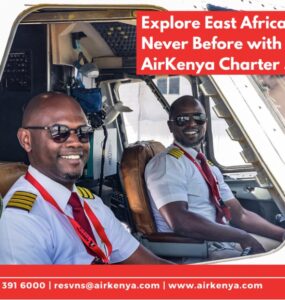 Explore East Africa
Never Before with
AirKenya Charter
391 6000 | resvns@airkenya.com | www.airkenya.com